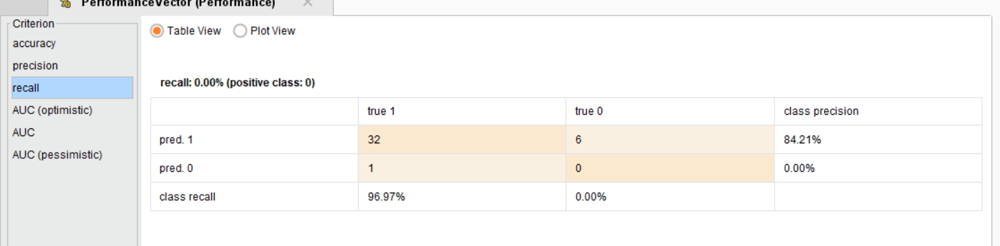 PerformanceVector (Performance)
Criterion
accuracy
precision
recall
AUC (optimistic)
AUC
AUC (pessimistic)
Table View Plot View
recall: 0.00% (positive class: 0)
true 1 true 0 class precision
pred. 1 32 6 84.21%
pred. 0 1 0 0.00%
class recall 96.97% 0.00%